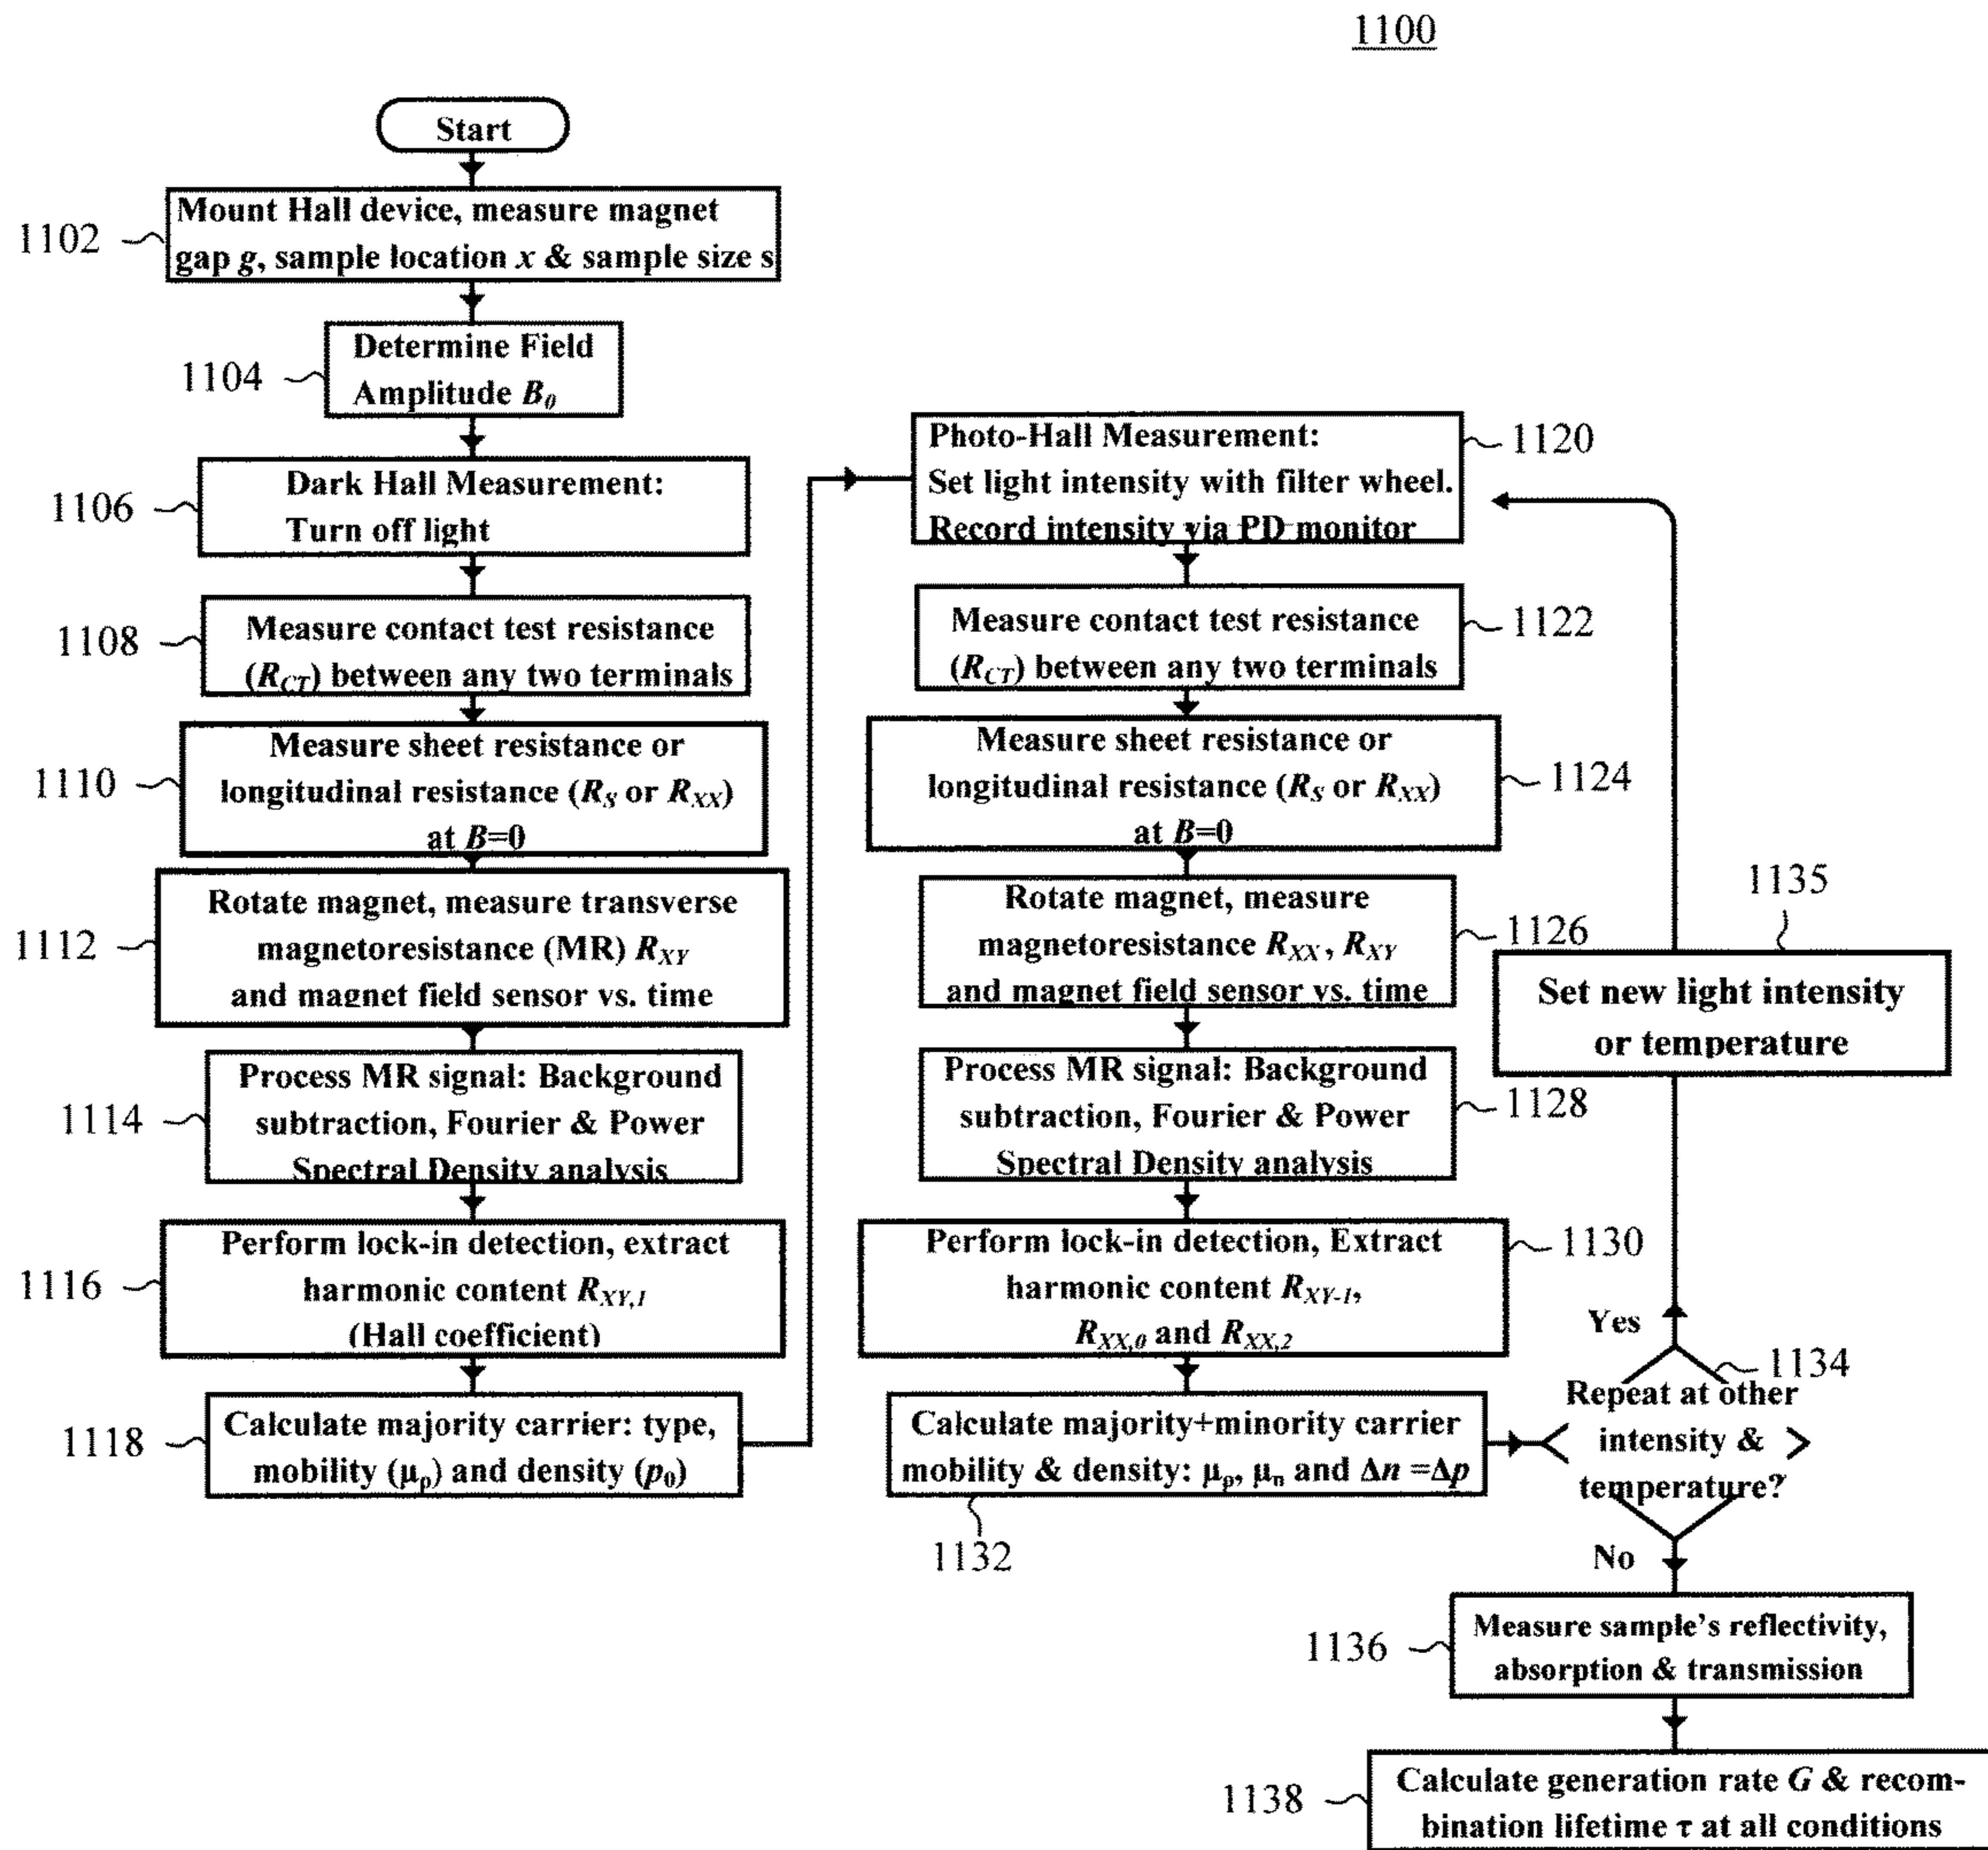 1100
Start
1102
Mount Hall device, measure magnet
gap g, sample location x & sample size s
1104
Determine Field
Amplitude B0
1106
Dark Hall Measurement:
Turn off light
1108
Measure contact test resistance
(RCT) between any two terminals
1110
Measure sheet resistance or
longitudinal resistance (RS or RXX)
at B=0
1112
Rotate magnet, measure transverse
magnetoresistance (MR) RXY
and magnet field sensor vs. time
1114
Process MR signal: Background
subtraction, Fourier & Power
Spectral Density analysis
1116
Perform lock-in detection, extract
harmonic content RXY,1
(Hall coefficient)
1118
Calculate majority carrier: type,
mobility (μp) and density (p0)
1120
Photo-Hall Measurement:
Set light intensity with filter wheel.
Record intensity via PD monitor
1122
Measure contact test resistance
(RCT) between any two terminals
1124
Measure sheet resistance or
longitudinal resistance (RS or RXX)
at B=0
1126
Rotate magnet, measure
magnetoresistance RXX, RXY
and magnet field sensor vs. time
1128
Process MR signal: Background
subtraction, Fourier & Power
Spectral Density analysis
1130
Perform lock-in detection, Extract
harmonic content RXY-1,
RXX,0 and RXX,2
Calculate majority+minority carrier
mobility & density: μp, μn and Δn =Δp
1132
1134
Repeat at other
intensity &
temperature?
Yes
1135
Set new light intensity
or temperature
No
1136
Measure sample's reflectivity,
absorption & transmission
1138
Calculate generation rate G & recom-
bination lifetime τ at all conditions